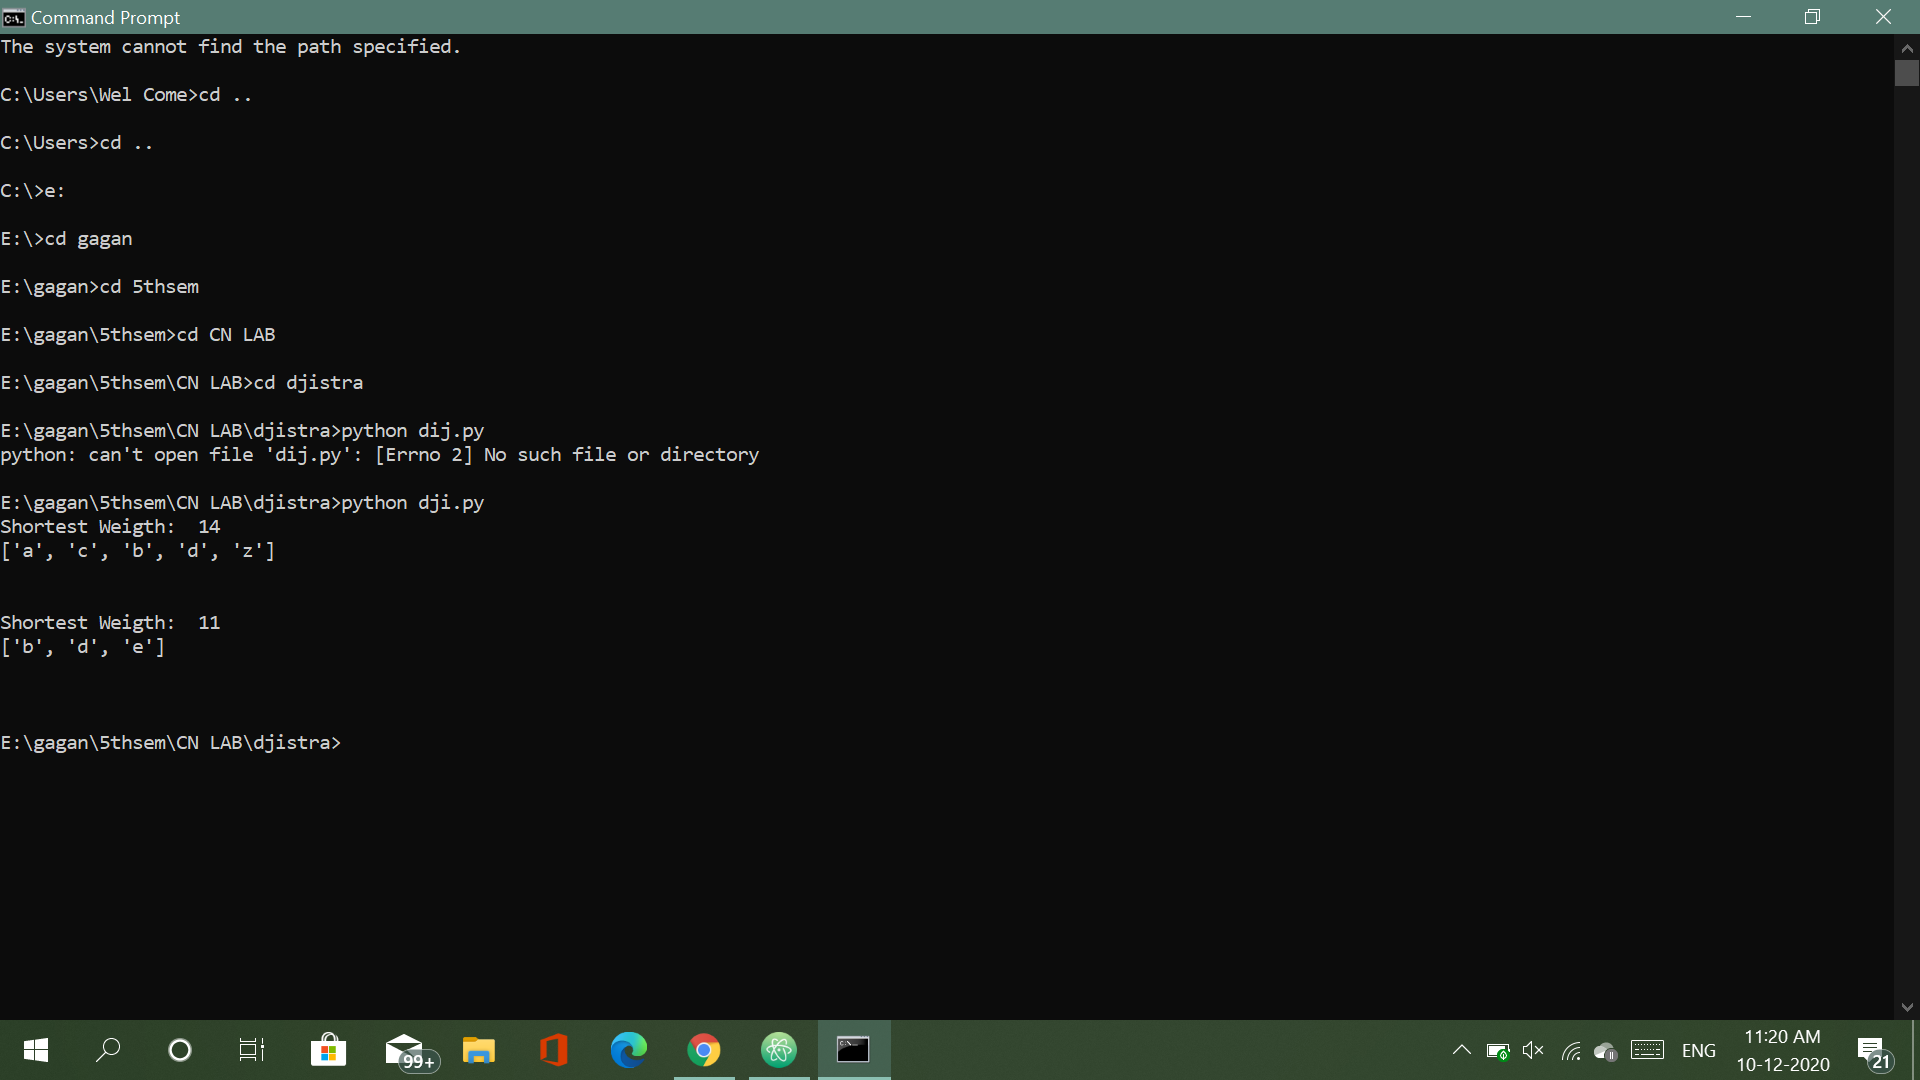 Command Prompt
The system cannot find the path specified.
C:\Users\Wel Come>cd ..
C:\Users>cd ..
C:\>e:
E:\>cd gagan
E:\gagan>cd 5thsem
E:\gagan\5thsem>cd CN LAB
E:\gagan\5thsem\CN LAB>cd djistra
E:\gagan\5thsem\CN LAB\djistra>python dij.py
python: can't open file 'dij.py': [Errno 2] No such file or directory
E:\gagan\5thsem\CN LAB\djistra>python dji.py
Shortest Weigth:  14
['a', 'c', 'b', 'd', 'z']
Shortest Weigth:  11
['b', 'd', 'e']
E:\gagan\5thsem\CN LAB\djistra>
99+
ENG
11:20 AM
10-12-2020
21